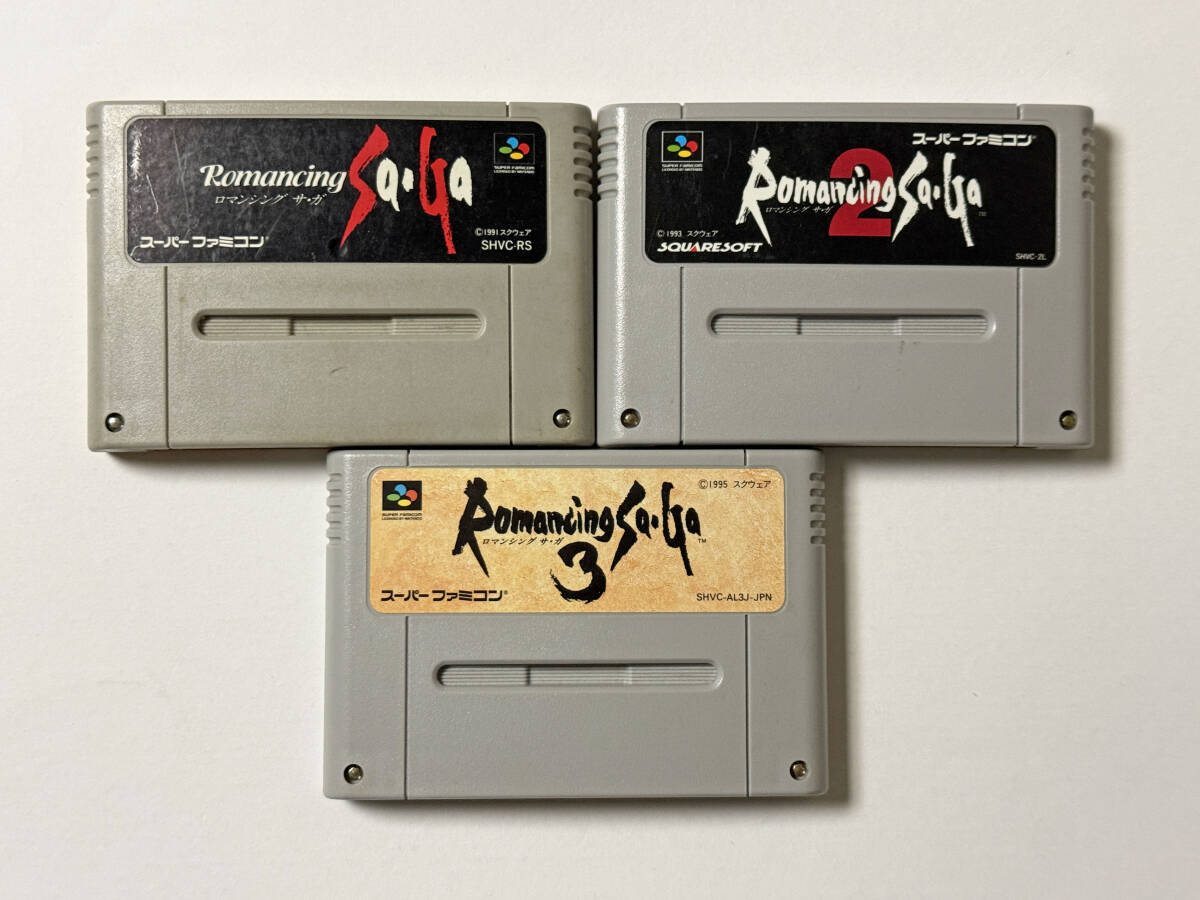 Romancing Sa・Ga
ロマンシング サ・ガ
スーパーファミコン®
SUPER FAMICOM
LICENSED BY NINTENDO
©1991 スクウェア
SHVC-RS
SUPER FAMICOM
LICENSED BY NINTENDO
スーパーファミコン®
Romancing Sa・Ga™
2
ロマンシング サ・ガ
©1993 スクウェア
SQUARESOFT
SHVC-2L
SUPER FAMICOM
LICENSED BY NINTENDO
©1995 スクウェア
Romancing Sa・Ga™
ロマンシング サ・ガ
3
スーパーファミコン®
SHVC-AL3J-JPN